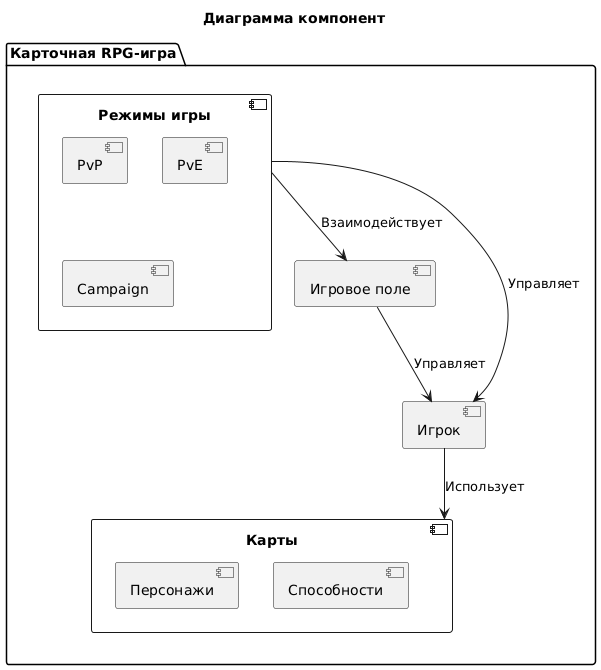 Диаграмма компонент
Карточная RPG-игра
Режимы игры
PvP
PvE
Campaign
Взаимодействует
Игровое поле
Управляет
Управляет
Игрок
Использует
Карты
Персонажи
Способности